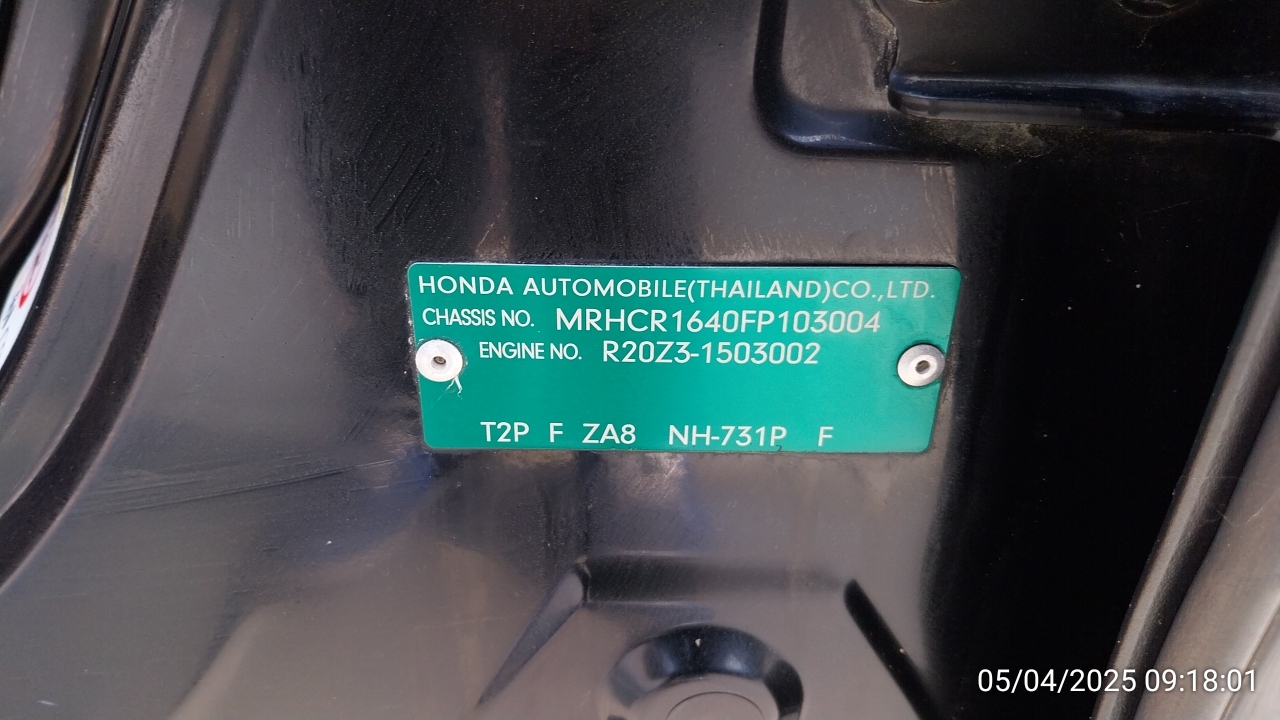 HONDA AUTOMOBILE(THAILAND)CO.,LTD.
CHASSIS NO. MRHCR1640FP103004
ENGINE NO. R20Z3-1503002
T2P F ZA8 NH-731P F
05/04/2025 09:18:01